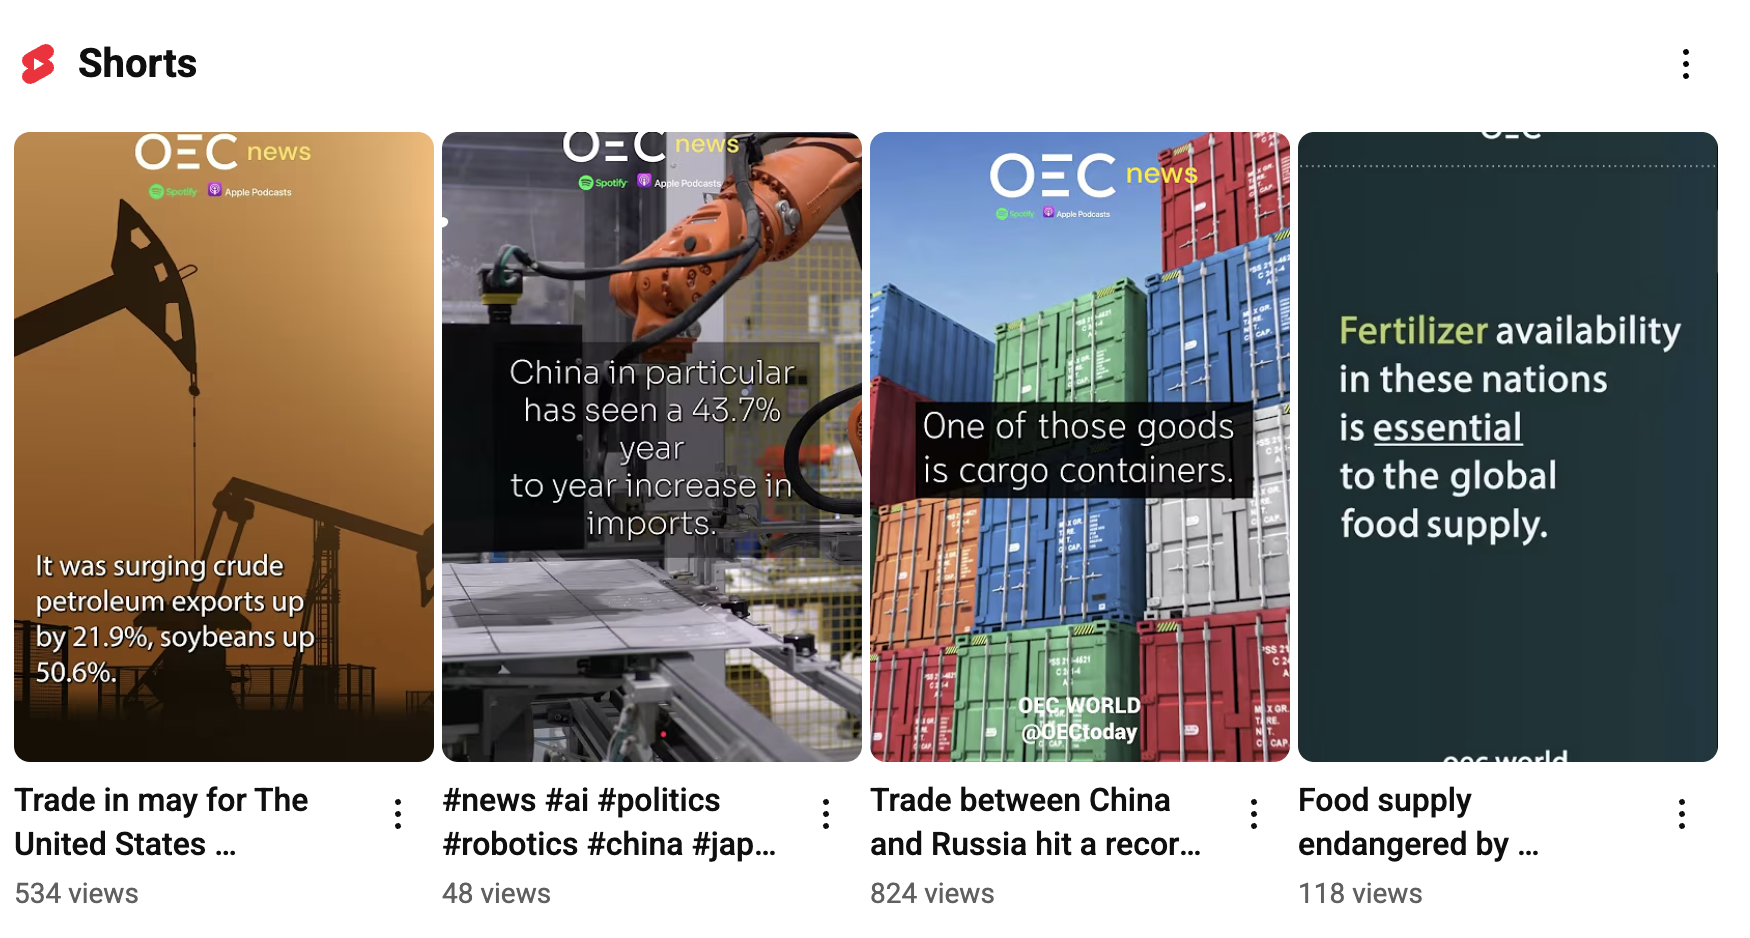 Shorts
OEC news
Spotify Apple Podcasts
It was surging crude
petroleum exports up
by 21.9%, soybeans up
50.6%.
Trade in may for The
United States ...
534 views
OEC news
Spotify Apple Podcasts
China in particular
has seen a 43.7%
year
to year increase in
imports.
#news #ai #politics
#robotics #china #jap...
48 views
OEC news
Spotify Apple Podcasts
One of those goods
is cargo containers.
OEC WORLD
@OECtoday
Trade between China
and Russia hit a recor...
824 views
OEC
Fertilizer availability
in these nations
is essential
to the global
food supply.
oec world
Food supply
endangered by ...
118 views